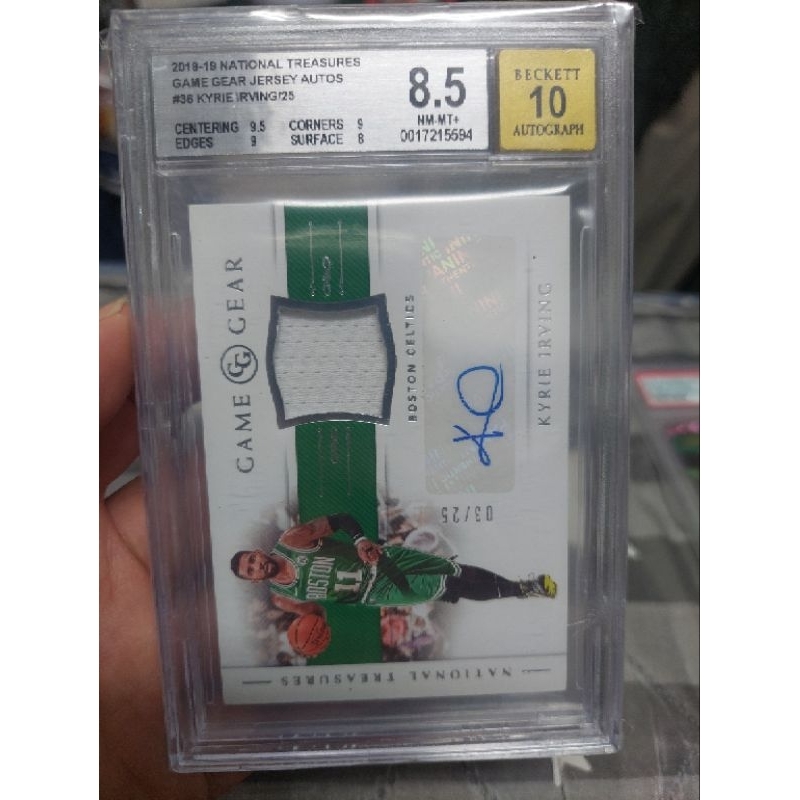 2018-19 NATIONAL TREASURES
GAME GEAR JERSEY AUTOS
#36 KYRIE IRVING/25
CENTERING 9.5 CORNERS 9
EDGES 9 SURFACE 8
8.5
NM-MT+
0017215594
BECKETT
10
AUTOGRAPH
GAME GG GEAR
BOSTON CELTICS
KYRIE IRVING
03/25
BOSTON
11
NATIONAL TREASURES